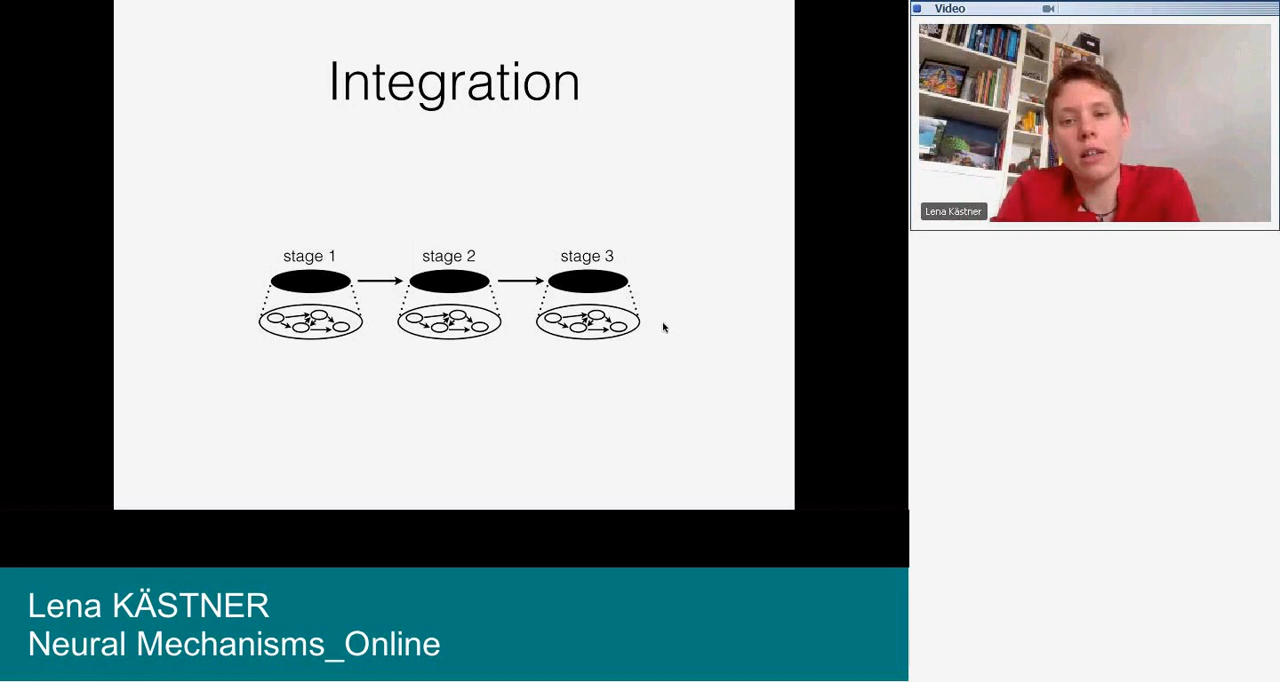 Integration
stage 1
stage 2
stage 3
Video
Lena Kästner
Lena KÄSTNER
Neural Mechanisms_Online